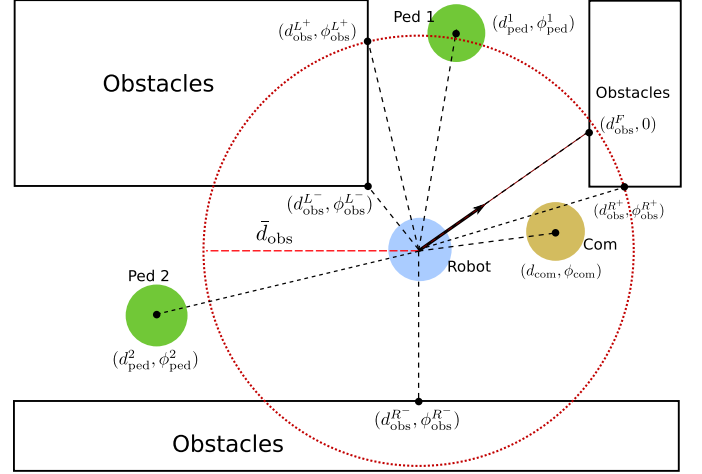 Ped 1
(d_obs^{L+}, ϕ_obs^{L+})
(d_ped^1, ϕ_ped^1)
Obstacles
Obstacles
(d_obs^F, 0)
(d_obs^{L−}, ϕ_obs^{L−})
(d_obs^{R+}, ϕ_obs^{R+})
d̄_obs
Com
Robot
(d_com, ϕ_com)
Ped 2
(d_ped^2, ϕ_ped^2)
(d_obs^{R−}, ϕ_obs^{R−})
Obstacles